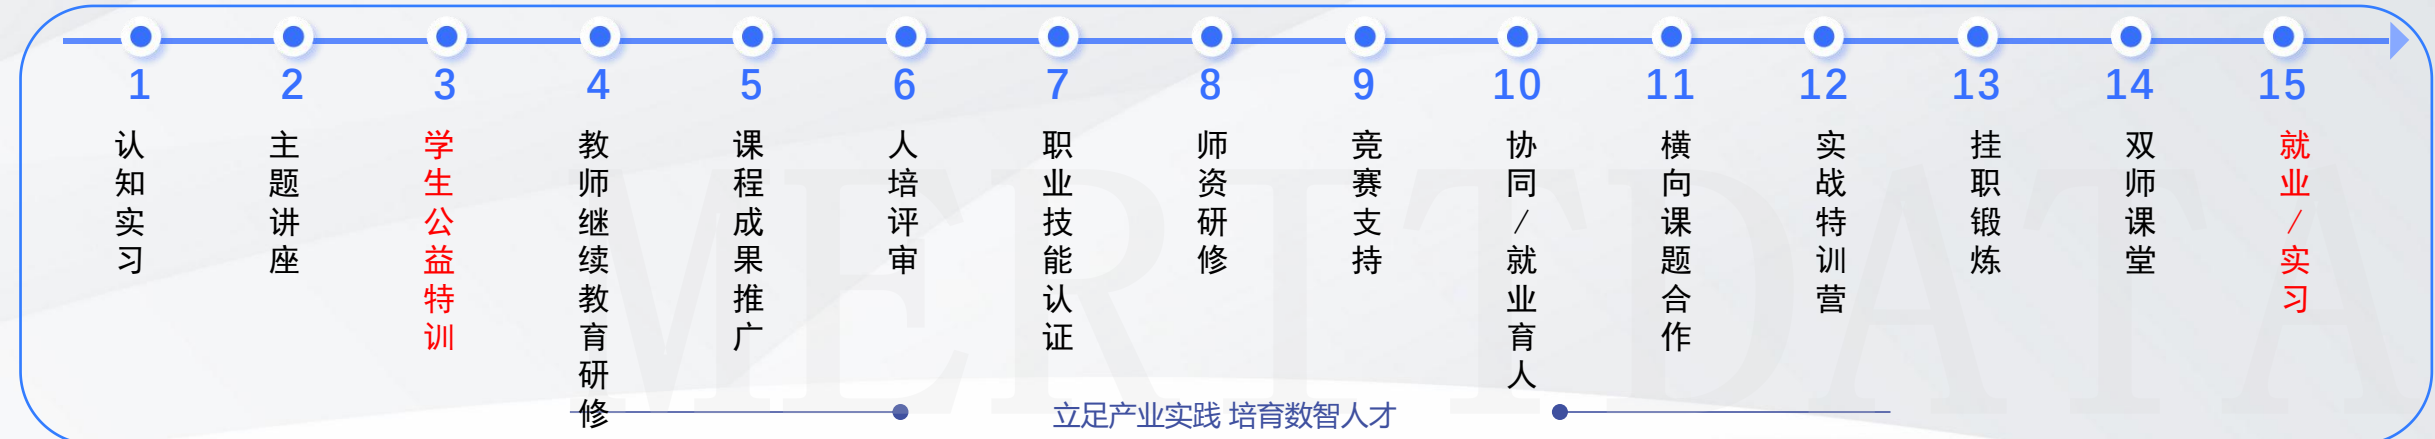 1
认知实习
2
主题讲座
3
学生公益特训
4
教师继续教育研修
5
课程成果推广
6
人培评审
7
职业技能认证
8
师资研修
9
竞赛支持
10
协同/就业育人
11
横向课题合作
12
实战特训营
13
挂职锻炼
14
双师课堂
15
就业/实习
立足产业实践 培育数智人才
MERITDATA